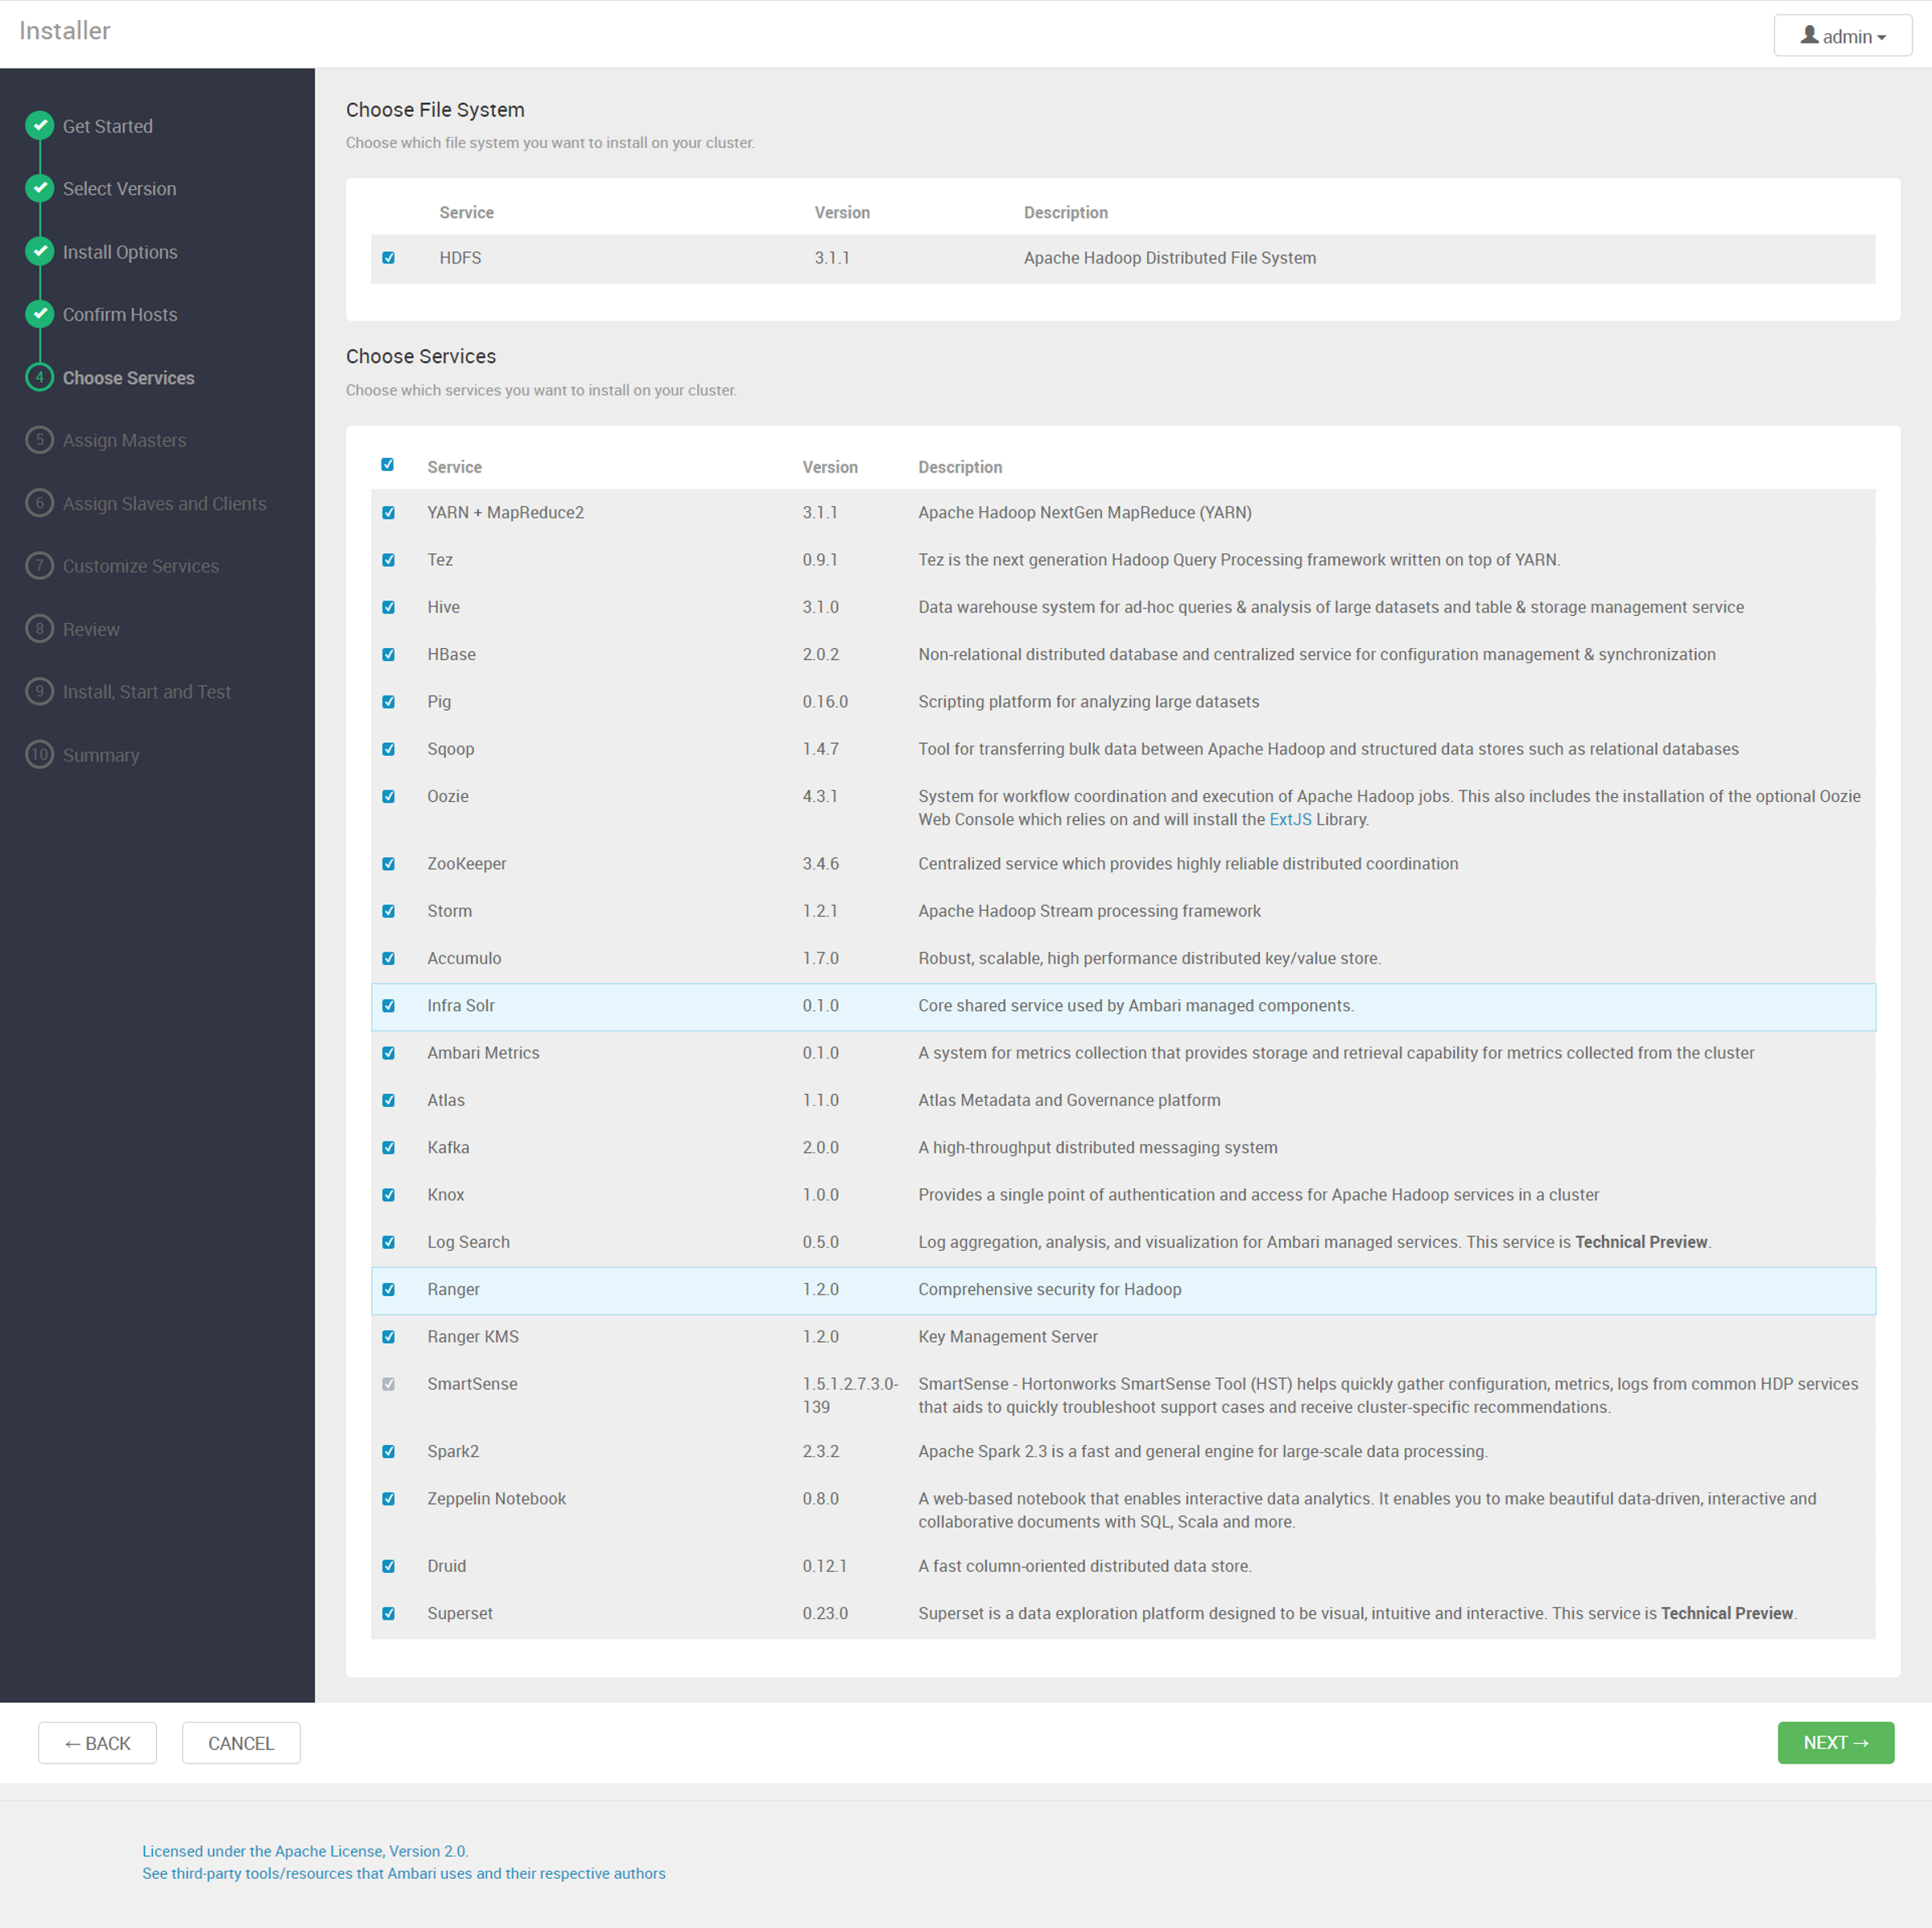 Installer
admin
Get Started
Select Version
Install Options
Confirm Hosts
4 Choose Services
5 Assign Masters
6 Assign Slaves and Clients
7 Customize Services
8 Review
9 Install, Start and Test
10 Summary
Choose File System
Choose which file system you want to install on your cluster.
Service Version Description
HDFS 3.1.1 Apache Hadoop Distributed File System
Choose Services
Choose which services you want to install on your cluster.
Service Version Description
YARN + MapReduce2 3.1.1 Apache Hadoop NextGen MapReduce (YARN)
Tez 0.9.1 Tez is the next generation Hadoop Query Processing framework written on top of YARN.
Hive 3.1.0 Data warehouse system for ad-hoc queries & analysis of large datasets and table & storage management service
HBase 2.0.2 Non-relational distributed database and centralized service for configuration management & synchronization
Pig 0.16.0 Scripting platform for analyzing large datasets
Sqoop 1.4.7 Tool for transferring bulk data between Apache Hadoop and structured data stores such as relational databases
Oozie 4.3.1 System for workflow coordination and execution of Apache Hadoop jobs. This also includes the installation of the optional Oozie
Web Console which relies on and will install the ExtJS Library.
ZooKeeper 3.4.6 Centralized service which provides highly reliable distributed coordination
Storm 1.2.1 Apache Hadoop Stream processing framework
Accumulo 1.7.0 Robust, scalable, high performance distributed key/value store.
Infra Solr 0.1.0 Core shared service used by Ambari managed components.
Ambari Metrics 0.1.0 A system for metrics collection that provides storage and retrieval capability for metrics collected from the cluster
Atlas 1.1.0 Atlas Metadata and Governance platform
Kafka 2.0.0 A high-throughput distributed messaging system
Knox 1.0.0 Provides a single point of authentication and access for Apache Hadoop services in a cluster
Log Search 0.5.0 Log aggregation, analysis, and visualization for Ambari managed services. This service is Technical Preview.
Ranger 1.2.0 Comprehensive security for Hadoop
Ranger KMS 1.2.0 Key Management Server
SmartSense 1.5.1.2.7.3.0- SmartSense - Hortonworks SmartSense Tool (HST) helps quickly gather configuration, metrics, logs from common HDP services
139 that aids to quickly troubleshoot support cases and receive cluster-specific recommendations.
Spark2 2.3.2 Apache Spark 2.3 is a fast and general engine for large-scale data processing.
Zeppelin Notebook 0.8.0 A web-based notebook that enables interactive data analytics. It enables you to make beautiful data-driven, interactive and
collaborative documents with SQL, Scala and more.
Druid 0.12.1 A fast column-oriented distributed data store.
Superset 0.23.0 Superset is a data exploration platform designed to be visual, intuitive and interactive. This service is Technical Preview.
← BACK CANCEL NEXT →
Licensed under the Apache License, Version 2.0.
See third-party tools/resources that Ambari uses and their respective authors